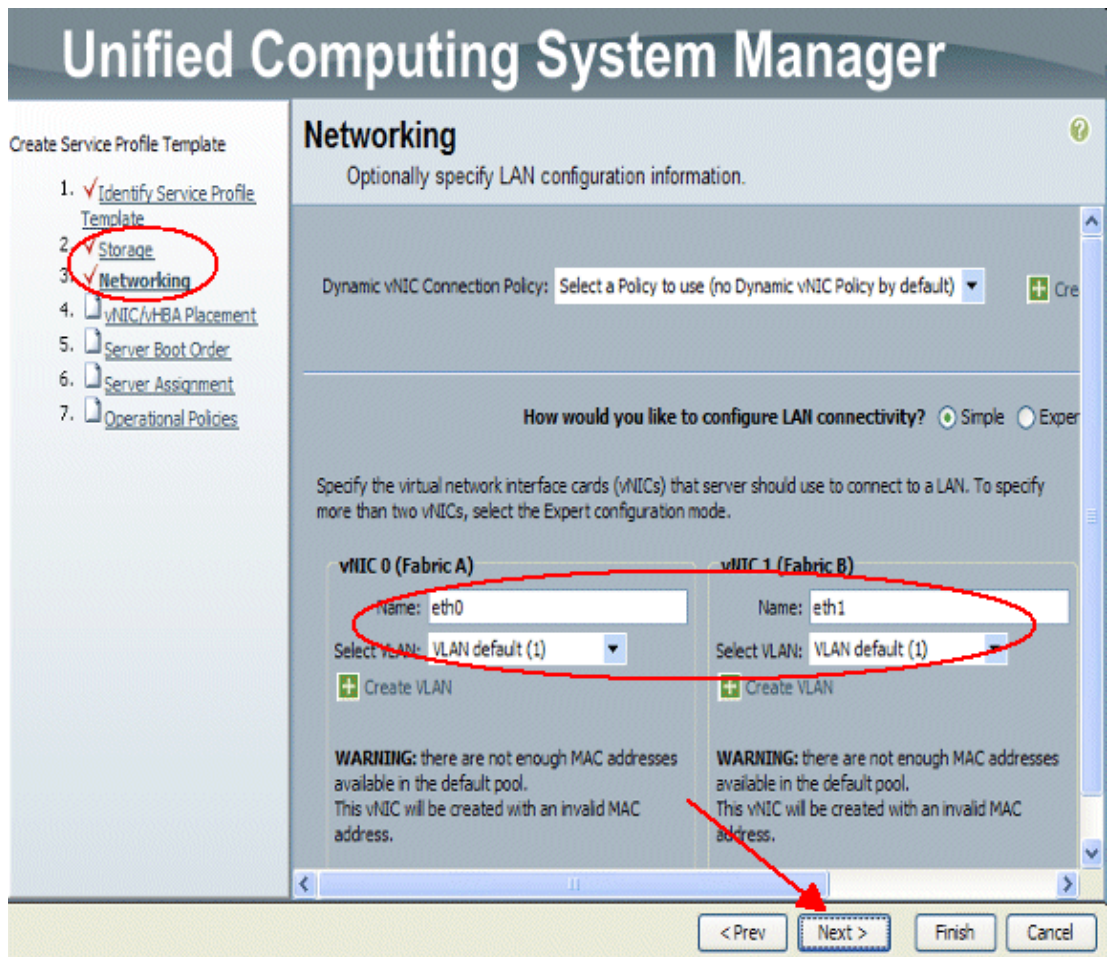 Unified Computing System Manager
Create Service Profile Template
1. Identify Service Profile
Template
2. Storage
3. Networking
4. vNIC/vHBA Placement
5. Server Boot Order
6. Server Assignment
7. Operational Policies
Networking
Optionally specify LAN configuration information.
Dynamic vNIC Connection Policy: Select a Policy to use (no Dynamic vNIC Policy by default) Cre
How would you like to configure LAN connectivity? Simple Exper
Specify the virtual network interface cards (vNICs) that server should use to connect to a LAN. To specify
more than two vNICs, select the Expert configuration mode.
vNIC 0 (Fabric A)
Name: eth0
Select VLAN: VLAN default (1)
Create VLAN
WARNING: there are not enough MAC addresses
available in the default pool.
This vNIC will be created with an invalid MAC
address.
vNIC 1 (Fabric B)
Name: eth1
Select VLAN: VLAN default (1)
Create VLAN
WARNING: there are not enough MAC addresses
available in the default pool.
This vNIC will be created with an invalid MAC
address.
< Prev
Next >
Finish
Cancel